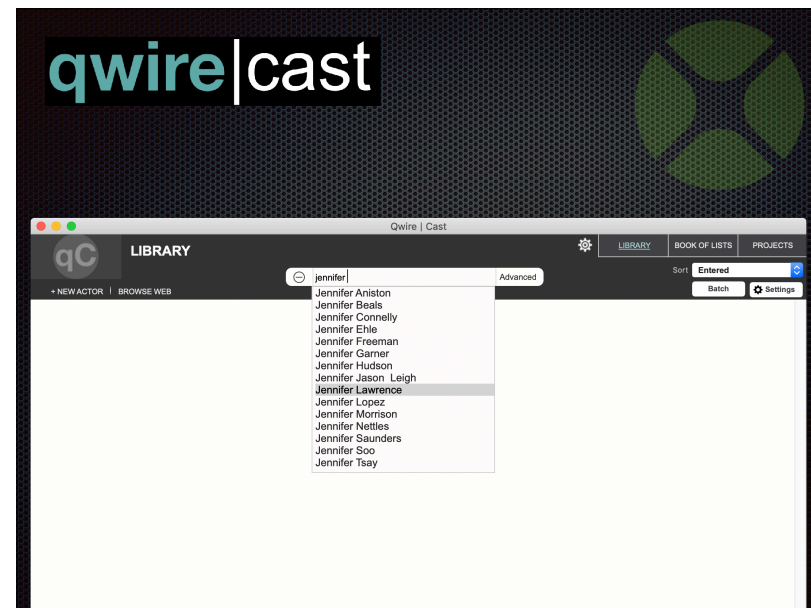 qwire|cast
Qwire | Cast
qC
LIBRARY
LIBRARY
BOOK OF LISTS
PROJECTS
Sort Entered
jennifer
Advanced
+ NEW ACTOR | BROWSE WEB
Batch
Settings
Jennifer Aniston
Jennifer Beals
Jennifer Connelly
Jennifer Ehle
Jennifer Freeman
Jennifer Garner
Jennifer Hudson
Jennifer Jason  Leigh
Jennifer Lawrence
Jennifer Lopez
Jennifer Morrison
Jennifer Nettles
Jennifer Saunders
Jennifer Soo
Jennifer Tsay